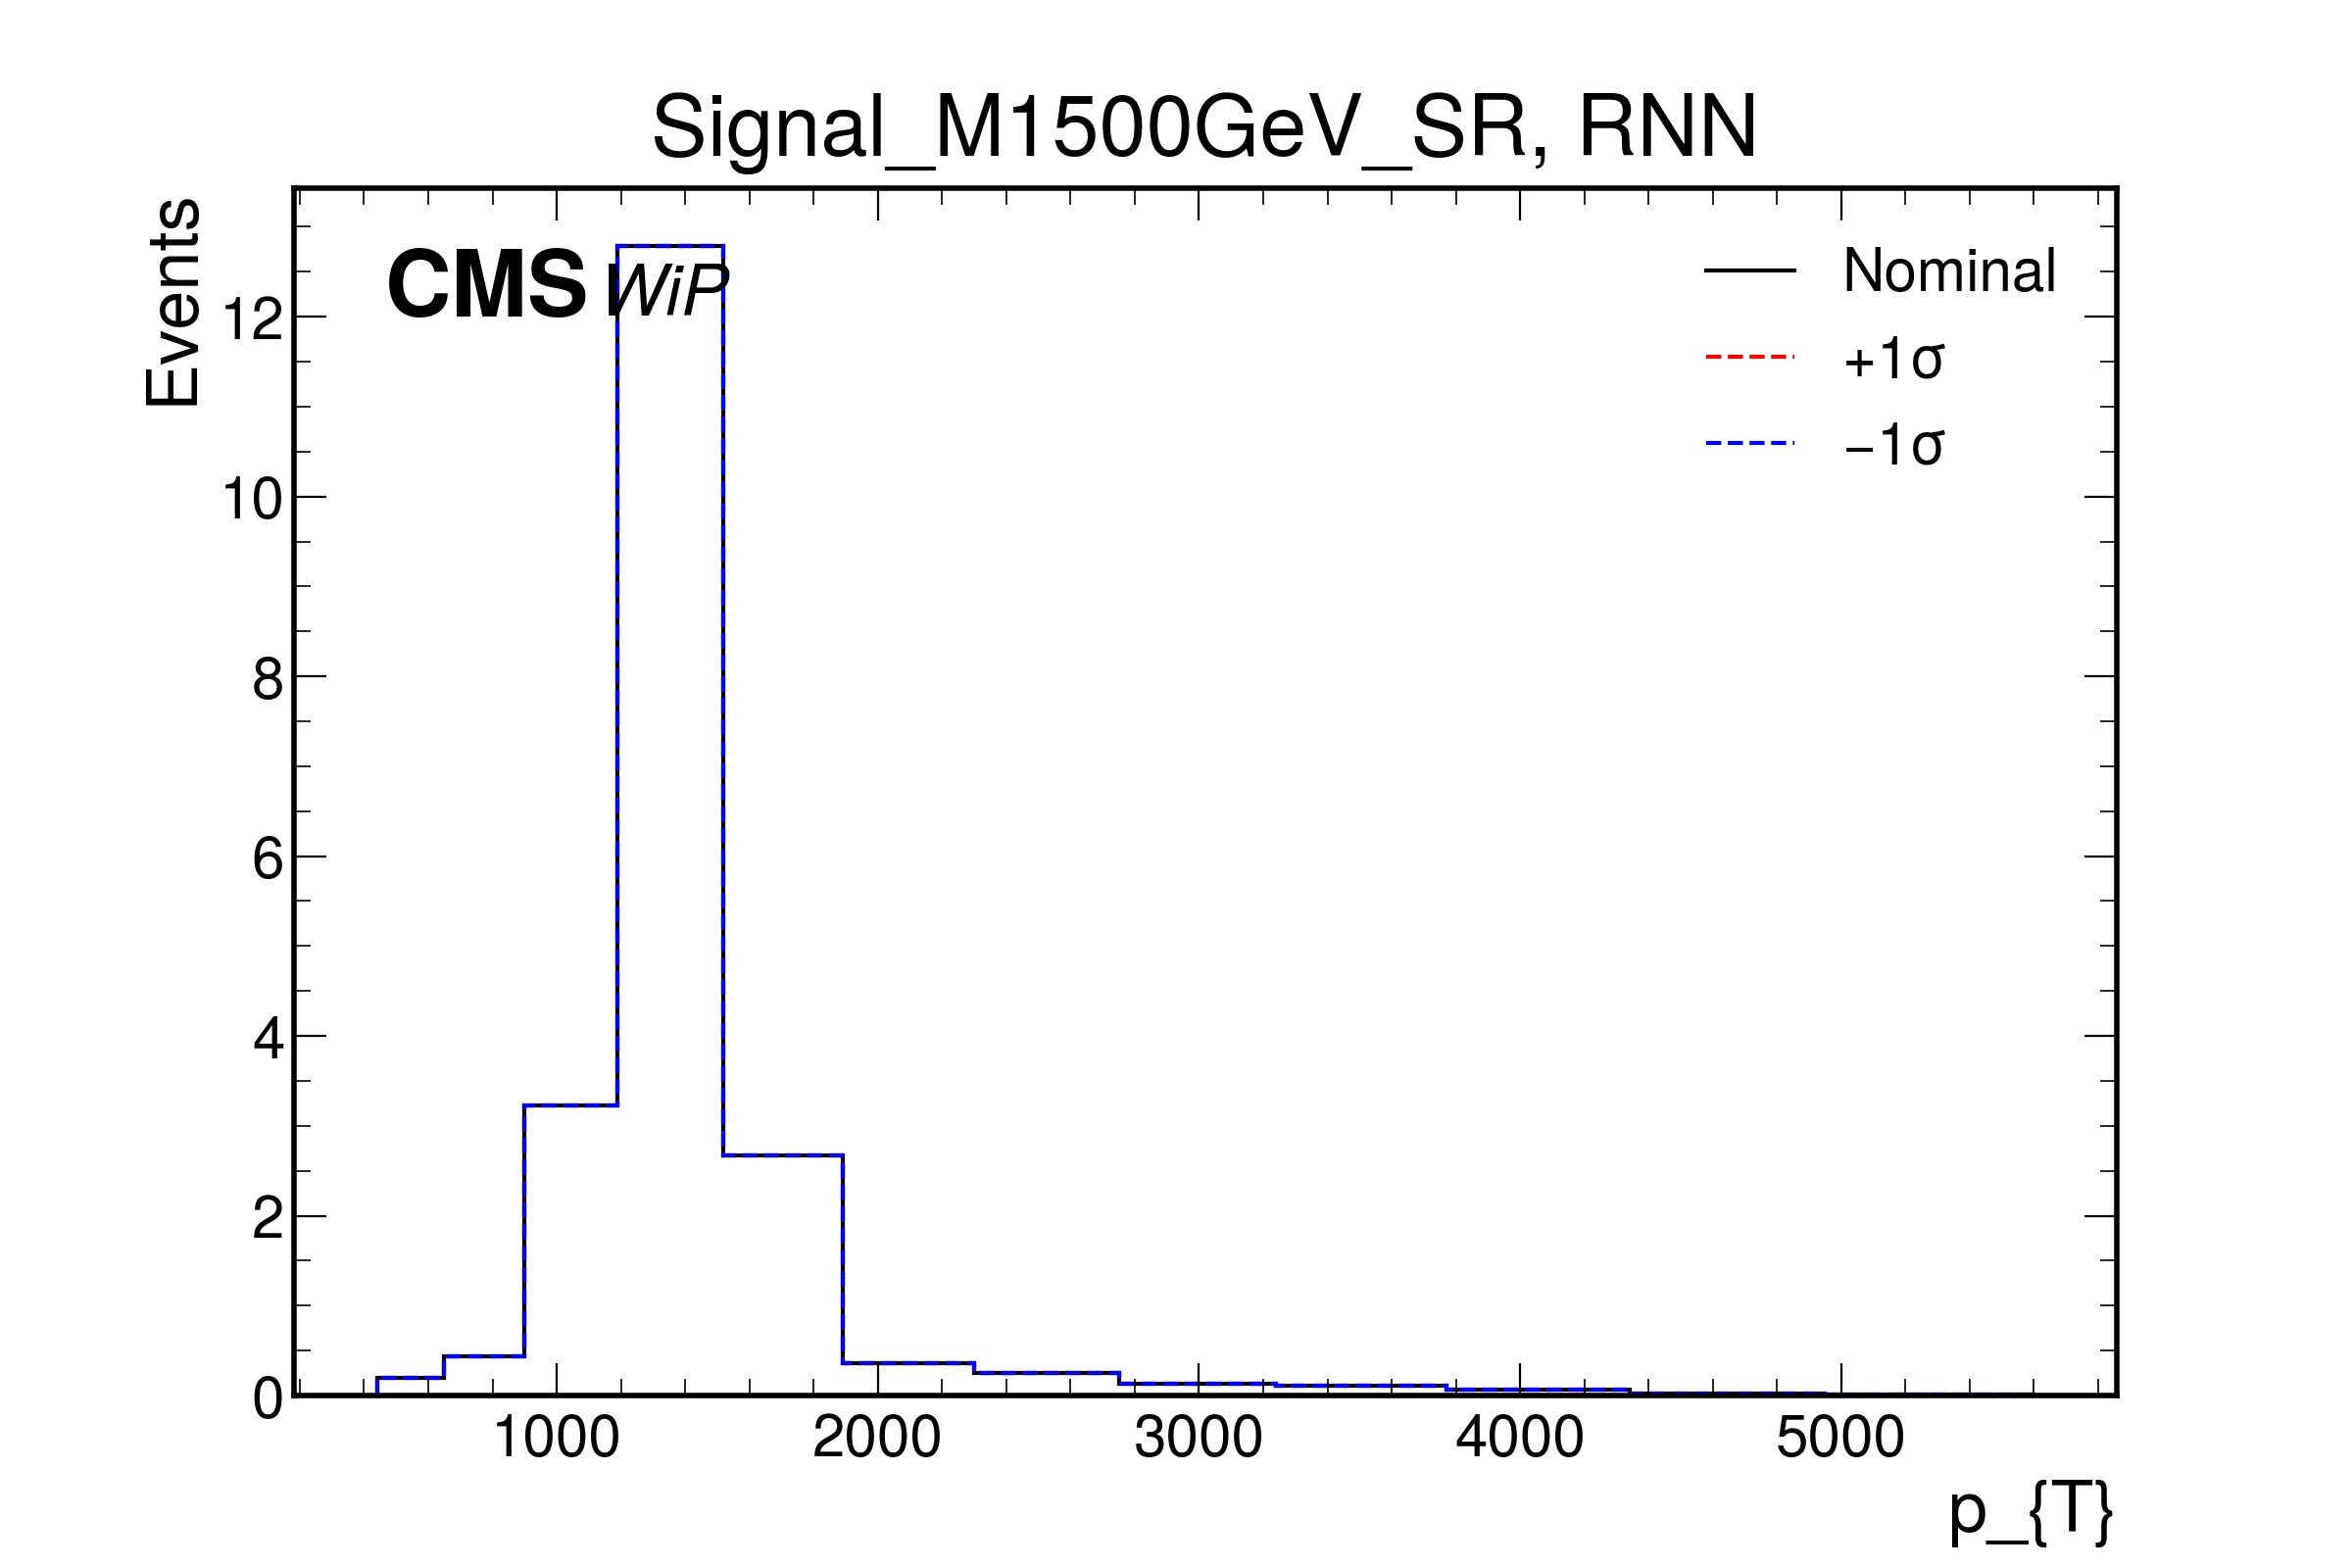 Signal_M1500GeV_SR, RNN
Events
CMS WiP
Nominal
+1σ
−1σ
12
10
8
6
4
2
0
1000 2000 3000 4000 5000
p_{T}